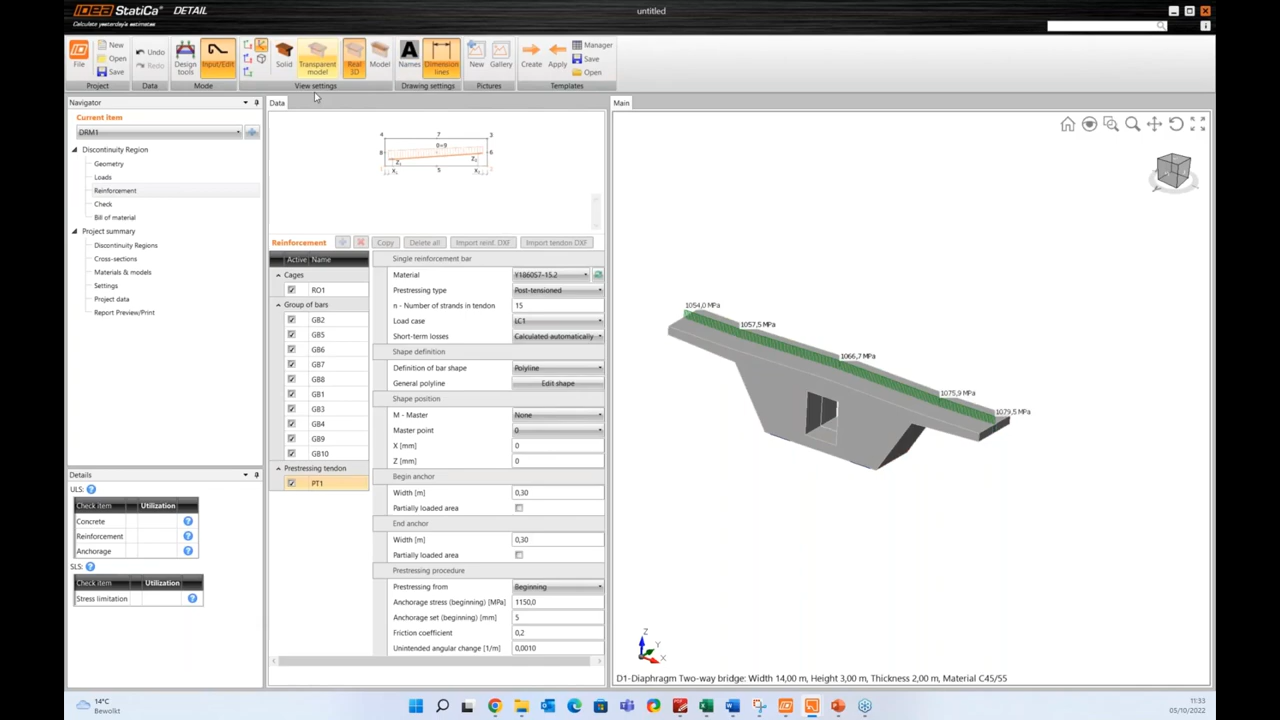 IDEA StatiCa® DETAIL
Calculate yesterday's estimates
untitled
File
New
Open
Save
Undo
Redo
Design tools
Input/Edit
Solid
Transparent model
Real 3D
Model
Names
Dimension lines
New
Gallery
Create
Apply
Manager
Save
Open
Project
Data
Mode
View settings
Drawing settings
Pictures
Templates
Navigator
Current item
DRM1
Discontinuity Region
Geometry
Loads
Reinforcement
Check
Bill of material
Project summary
Discontinuity Regions
Cross-sections
Materials & models
Settings
Project data
Report Preview/Print
Details
ULS:
Check item Utilization
Concrete
Reinforcement
Anchorage
SLS:
Check item Utilization
Stress limitation
Data
4 7 3
8 6
5
Reinforcement Copy Delete all Import reinf. DXF Import tendon DXF
Active Name
Cages
RO1
Group of bars
GB2
GB5
GB6
GB7
GB8
GB1
GB3
GB4
GB9
GB10
Prestressing tendon
PT1
Single reinforcement bar
Material Y1860S7-15.2
Prestressing type Post-tensioned
n - Number of strands in tendon 15
Load case LC1
Short-term losses Calculated automatically
Shape definition
Definition of bar shape Polyline
General polyline Edit shape
Shape position
M - Master None
Master point 0
X [mm] 0
Z [mm] 0
Begin anchor
Width [m] 0,30
Partially loaded area
End anchor
Width [m] 0,30
Partially loaded area
Prestressing procedure
Prestressing from Beginning
Anchorage stress (beginning) [MPa] 1150,0
Anchorage set (beginning) [mm] 5
Friction coefficient 0,2
Unintended angular change [1/m] 0,0010
Main
1054,0 MPa
1057,5 MPa
1066,7 MPa
1075,9 MPa
1079,5 MPa
Z
Y
X
D1-Diaphragm Two-way bridge: Width 14,00 m, Height 3,00 m, Thickness 2,00 m, Material C45/55
14°C
Bewolkt
11:33
05/10/2022